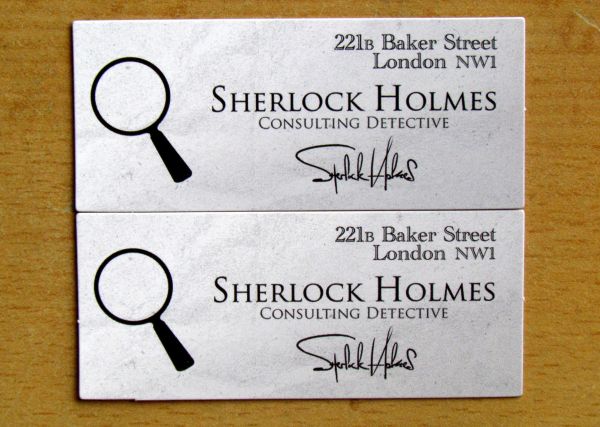 221B Baker Street
London NW1
SHERLOCK HOLMES
CONSULTING DETECTIVE
Sherlock Holmes
221B Baker Street
London NW1
SHERLOCK HOLMES
CONSULTING DETECTIVE
Sherlock Holmes